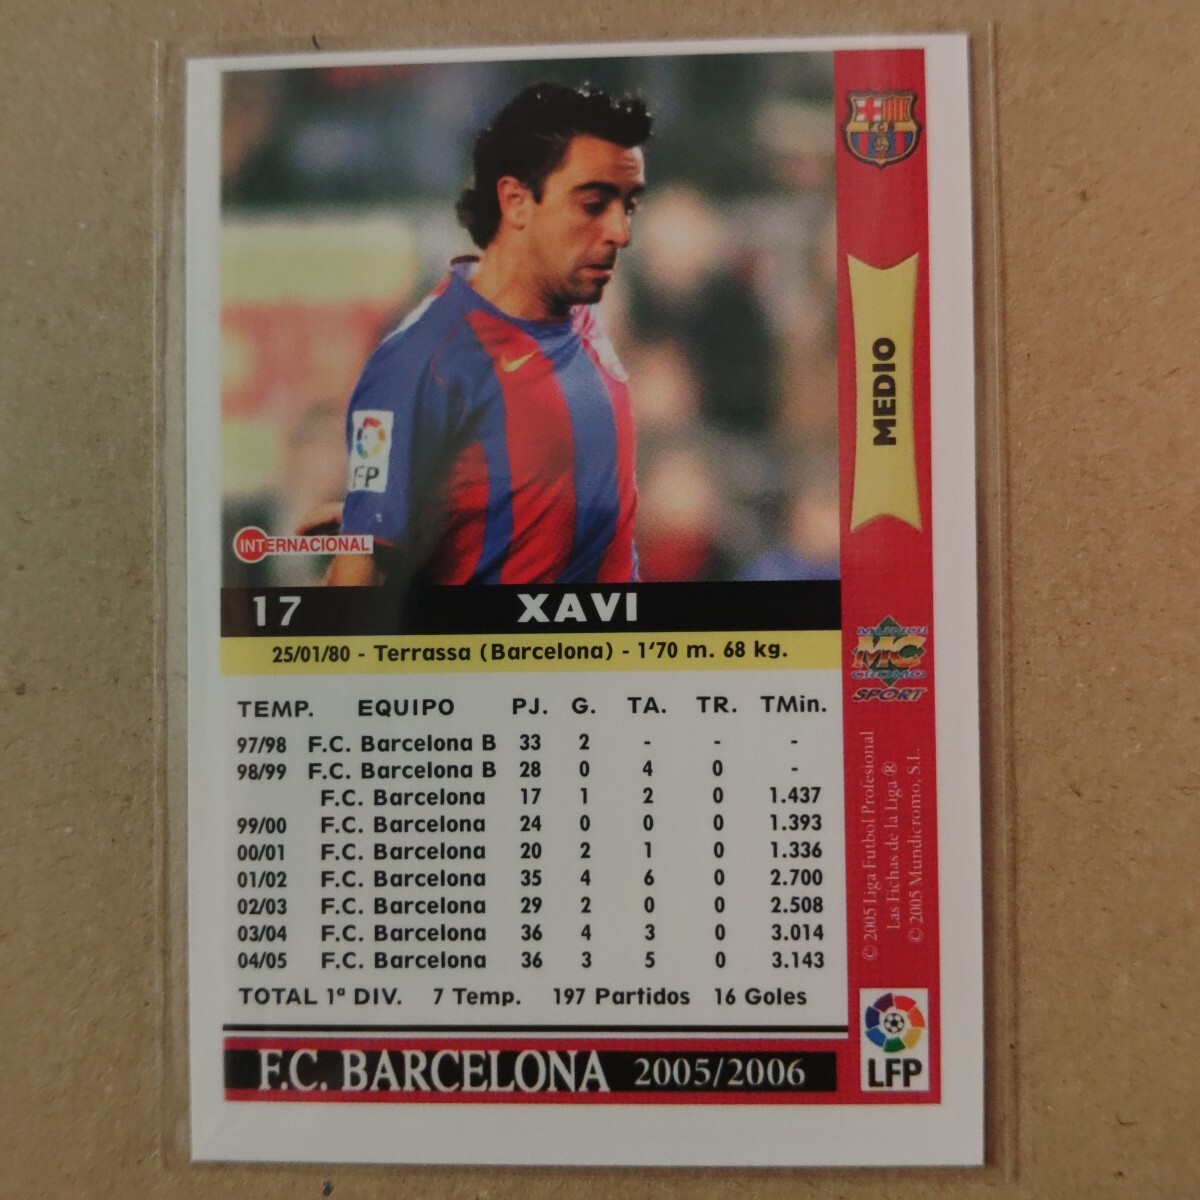 FCB
MEDIO
LFP
INTERNACIONAL
17 XAVI
25/01/80 - Terrassa (Barcelona) - 1'70 m. 68 kg.
TEMP. EQUIPO PJ. G. TA. TR. TMin.
97/98 F.C. Barcelona B 33 2 - - -
98/99 F.C. Barcelona B 28 0 4 0 -
F.C. Barcelona 17 1 2 0 1.437
99/00 F.C. Barcelona 24 0 0 0 1.393
00/01 F.C. Barcelona 20 2 1 0 1.336
01/02 F.C. Barcelona 35 4 6 0 2.700
02/03 F.C. Barcelona 29 2 0 0 2.508
03/04 F.C. Barcelona 36 4 3 0 3.014
04/05 F.C. Barcelona 36 3 5 0 3.143
TOTAL 1ª DIV. 7 Temp. 197 Partidos 16 Goles
F.C. BARCELONA 2005/2006
MUNDI
MC
CROMO
SPORT
© 2005 Liga Futbol Profesional
Las Fichas de la Liga ®
© 2005 Mundicromo, S.L.
LFP